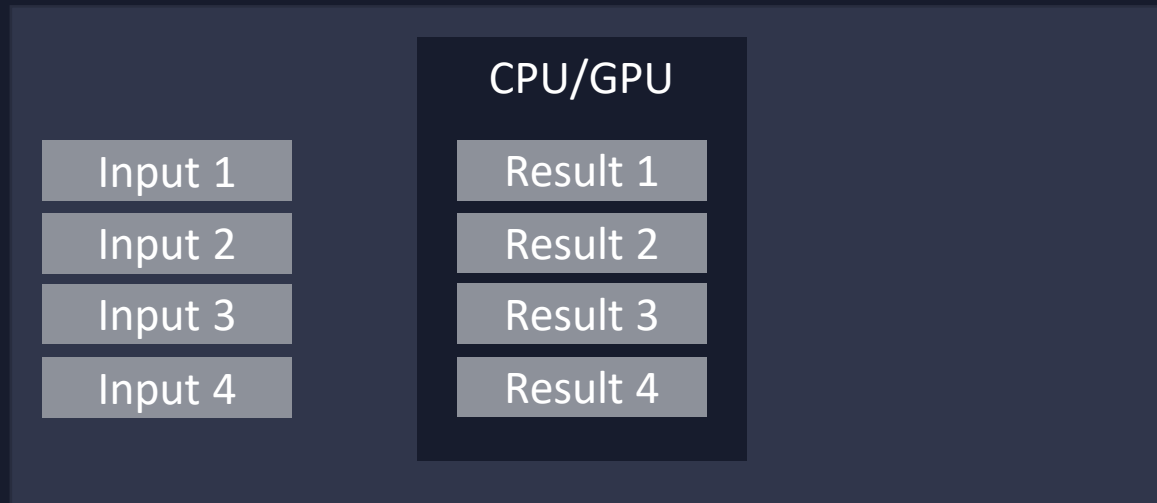 CPU/GPU
Input 1
Result 1
Input 2
Result 2
Input 3
Result 3
Input 4
Result 4